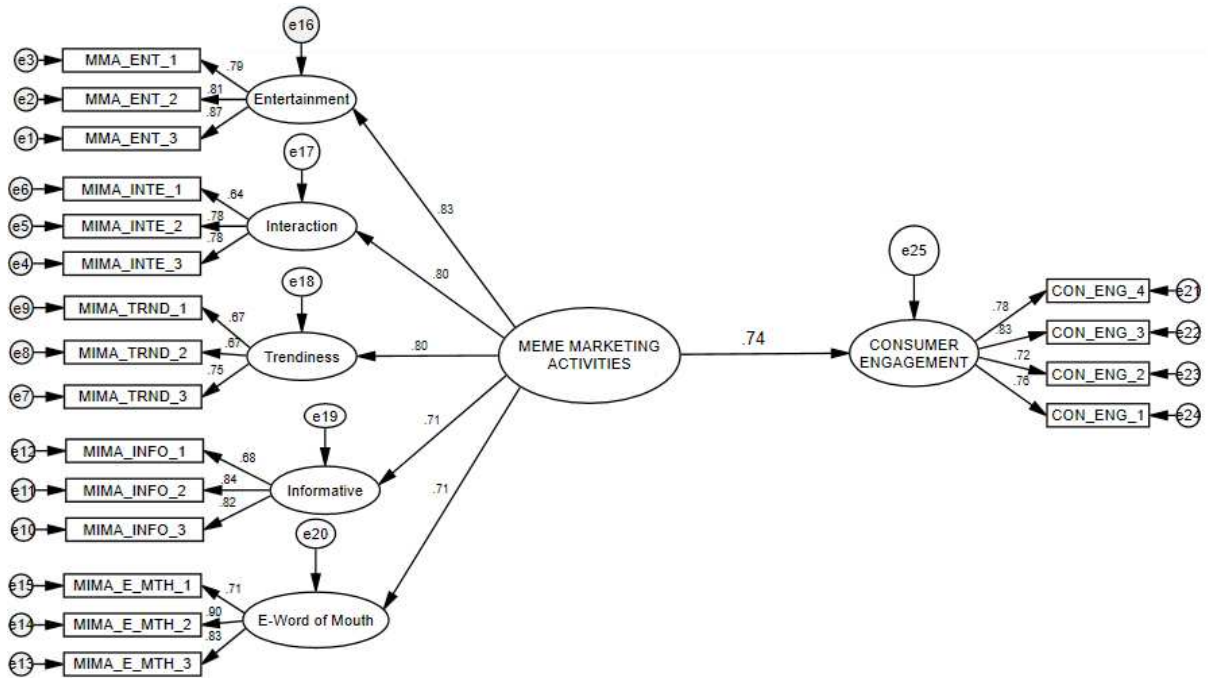 e16
e3
MMA_ENT_1
.79
e2
MMA_ENT_2
.81
Entertainment
e1
MMA_ENT_3
.87
e17
e6
MIMA_INTE_1
.64
e5
MIMA_INTE_2
.78
Interaction
e4
MIMA_INTE_3
.78
e18
e9
MIMA_TRND_1
.67
e8
MIMA_TRND_2
.67
Trendiness
e7
MIMA_TRND_3
.75
e19
e12
MIMA_INFO_1
.68
e11
MIMA_INFO_2
.84
Informative
e10
MIMA_INFO_3
.82
e20
e15
MIMA_E_MTH_1
.71
e14
MIMA_E_MTH_2
.90
E-Word of Mouth
e13
MIMA_E_MTH_3
.83
.83
.80
.80
.71
.71
MEME MARKETING
ACTIVITIES
.74
e25
CONSUMER
ENGAGEMENT
.78
CON_ENG_4
e21
.83
CON_ENG_3
e22
.72
CON_ENG_2
e23
.76
CON_ENG_1
e24